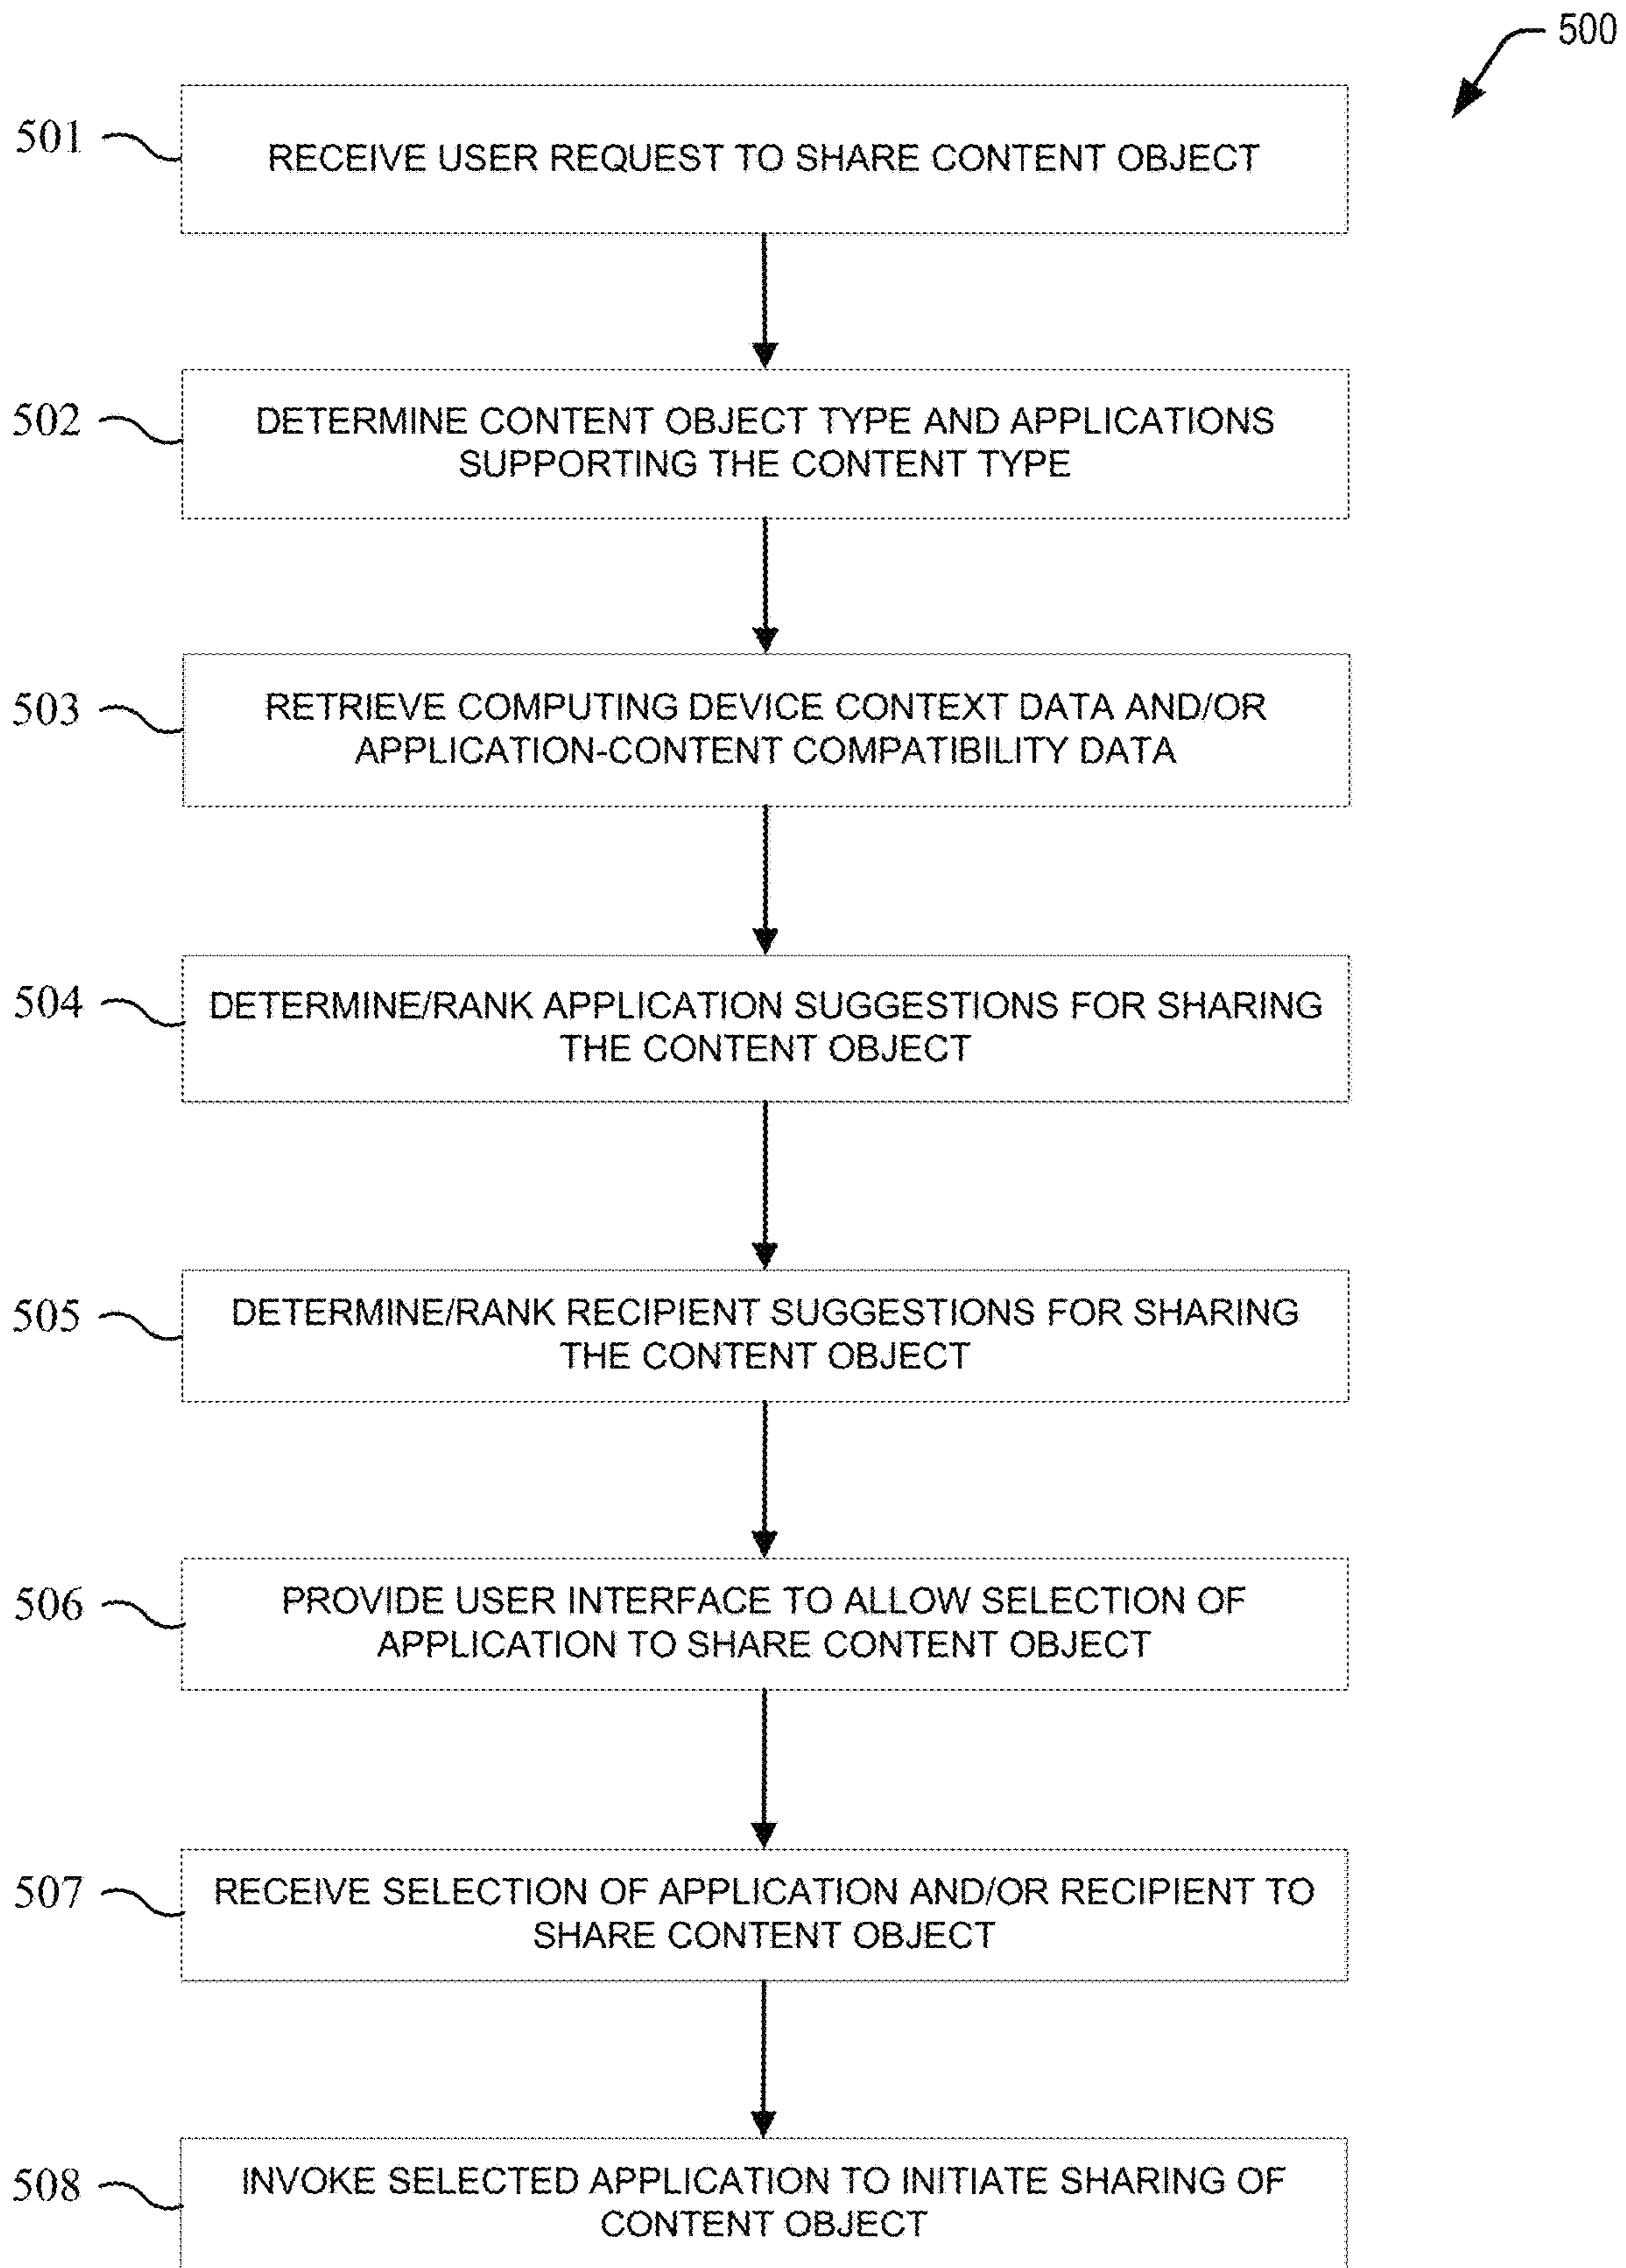 500
501
RECEIVE USER REQUEST TO SHARE CONTENT OBJECT
502
DETERMINE CONTENT OBJECT TYPE AND APPLICATIONS
SUPPORTING THE CONTENT TYPE
503
RETRIEVE COMPUTING DEVICE CONTEXT DATA AND/OR
APPLICATION-CONTENT COMPATIBILITY DATA
504
DETERMINE/RANK APPLICATION SUGGESTIONS FOR SHARING
THE CONTENT OBJECT
505
DETERMINE/RANK RECIPIENT SUGGESTIONS FOR SHARING
THE CONTENT OBJECT
506
PROVIDE USER INTERFACE TO ALLOW SELECTION OF
APPLICATION TO SHARE CONTENT OBJECT
507
RECEIVE SELECTION OF APPLICATION AND/OR RECIPIENT TO
SHARE CONTENT OBJECT
508
INVOKE SELECTED APPLICATION TO INITIATE SHARING OF
CONTENT OBJECT